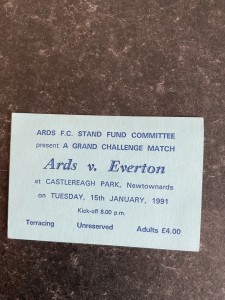 ARDS F.C. STAND FUND COMMITTEE
present A GRAND CHALLENGE MATCH
Ards v. Everton
at CASTLEREAGH PARK, Newtownards
on TUESDAY, 15th JANUARY, 1991
Kick-off 8.00 p.m.
Terracing Unreserved Adults £4.00